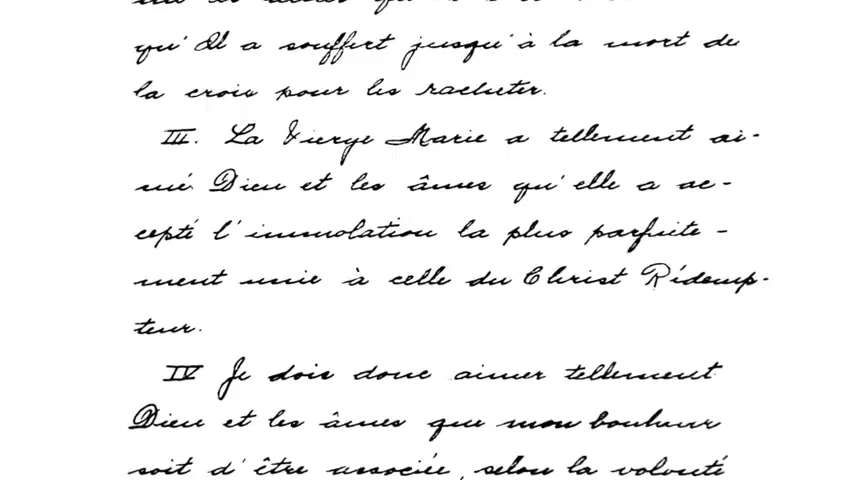 qu'Il a souffert jusqu'à la mort de
la croix pour les racheter.
III. La Vierge Marie a tellement ai-
mé Dieu et les âmes qu'elle a ac-
cepté l'immolation la plus parfaite-
ment unie à celle du Christ Rédemp-
teur.
IV Je dois donc aimer tellement
Dieu et les âmes que mon bonheur
soit d'être associée, selon la volonté